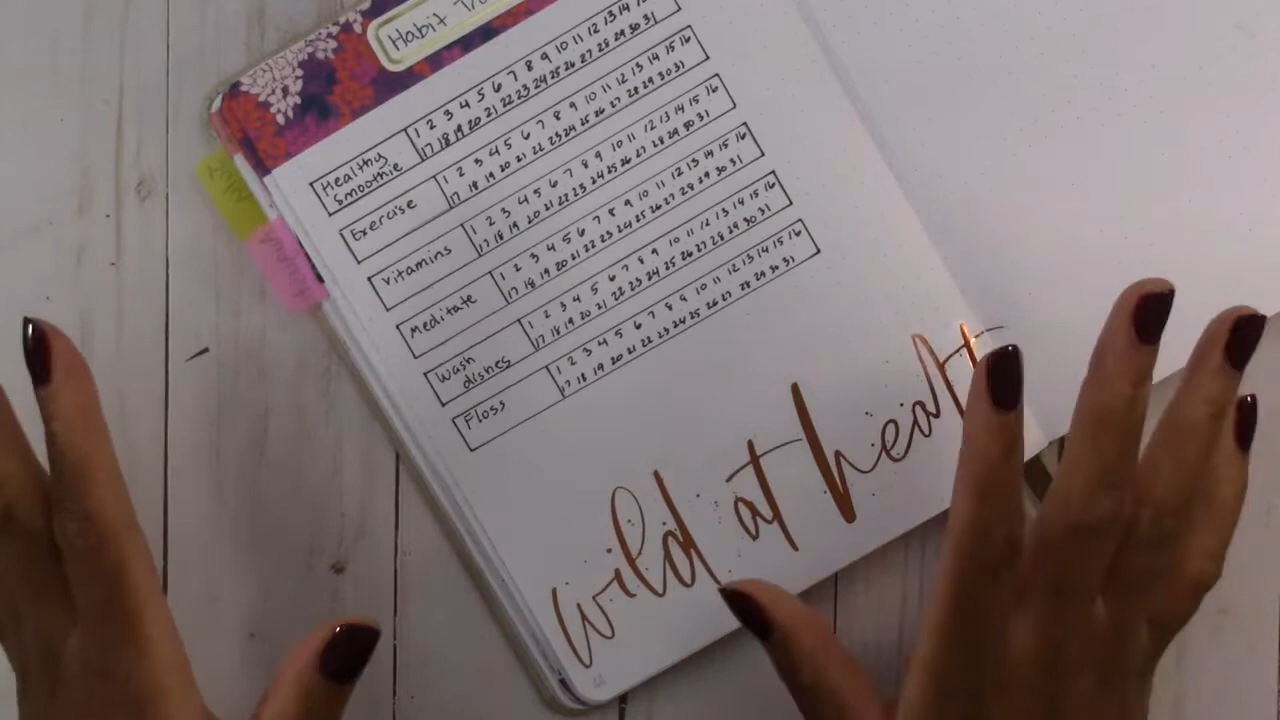 Habit
Healthy
Smoothie
1 2 3 4 5 6 7 8 9 10 11 12 13 14
17 18 19 20 21 22 23 24 25 26 27 28 29 30 31
Exercise
1 2 3 4 5 6 7 8 9 10 11 12 13 14 15 16
17 18 19 20 21 22 23 24 25 26 27 28 29 30 31
Vitamins
1 2 3 4 5 6 7 8 9 10 11 12 13 14 15 16
17 18 19 20 21 22 23 24 25 26 27 28 29 30 31
Meditate
1 2 3 4 5 6 7 8 9 10 11 12 13 14 15 16
17 18 19 20 21 22 23 24 25 26 27 28 29 30 31
Wash
dishes
1 2 3 4 5 6 7 8 9 10 11 12 13 14 15 16
17 18 19 20 21 22 23 24 25 26 27 28 29 30 31
Floss
1 2 3 4 5 6 7 8 9 10 11 12 13 14 15 16
17 18 19 20 21 22 23 24 25 26 27 28 29 30 31
wild at heart
44